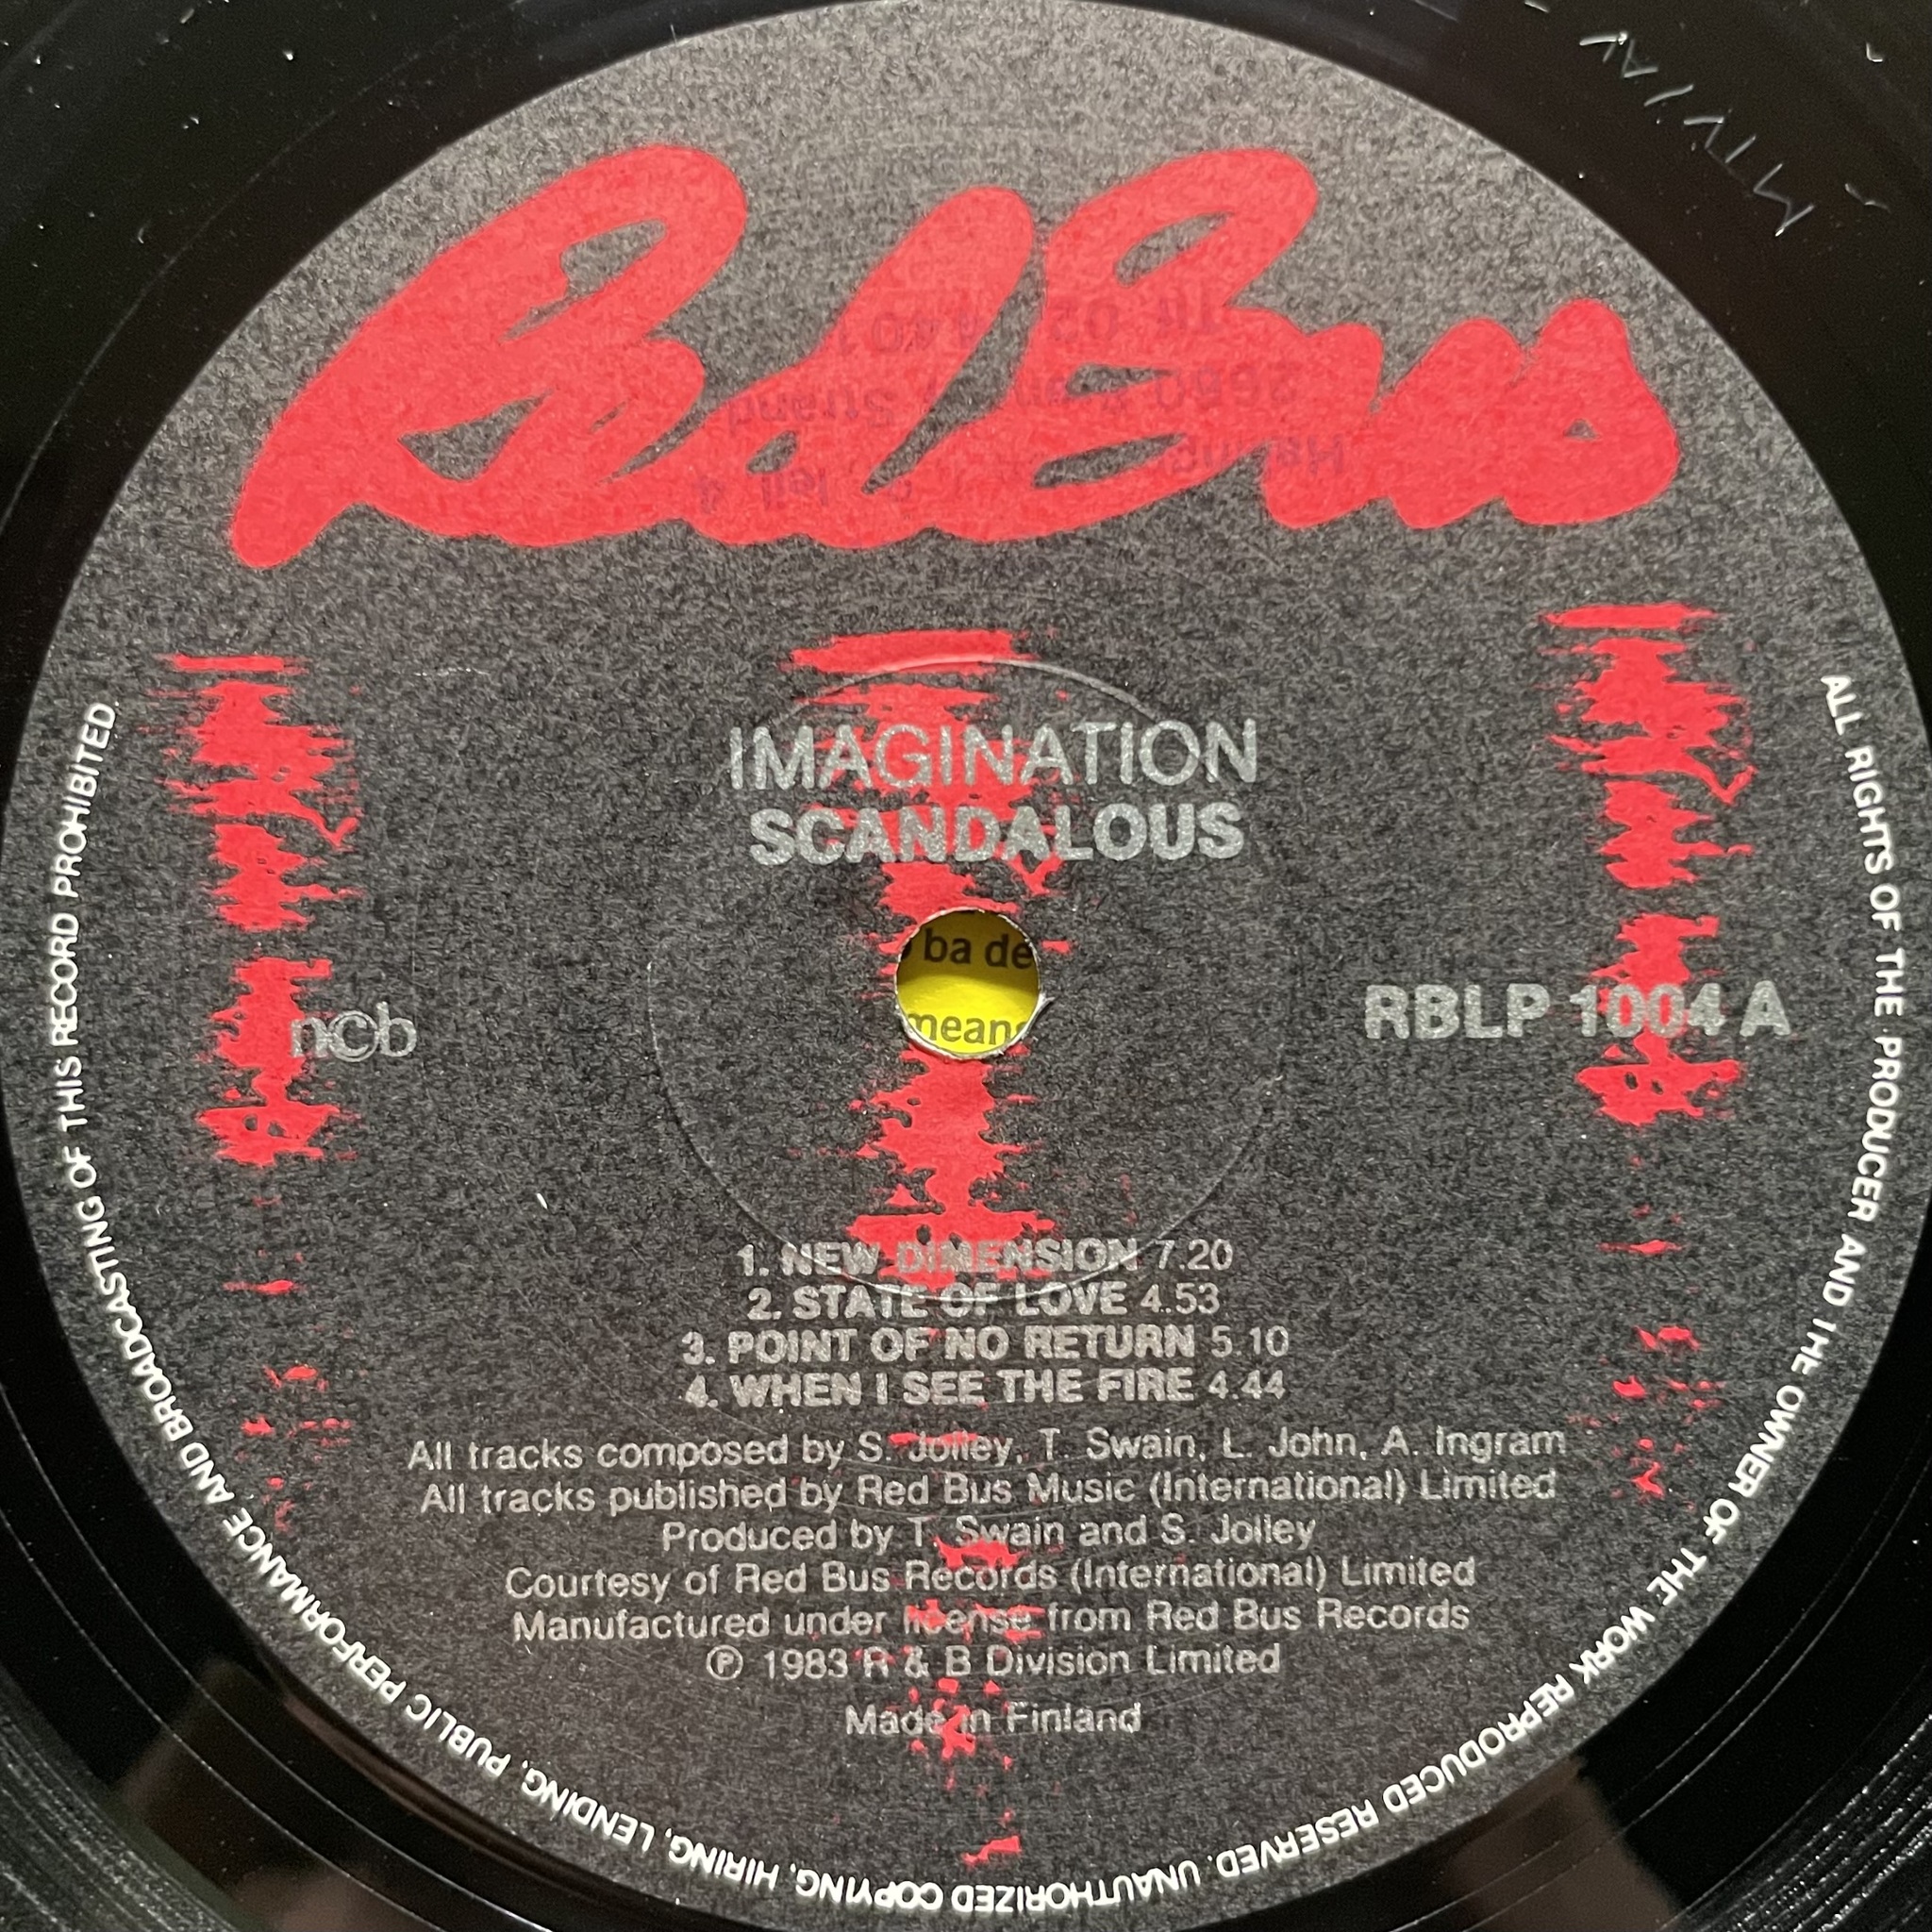 Red Bus
IMAGINATION
SCANDALOUS
ba de
mean
n©b
RBLP 1004 A
1. NEW DIMENSION 7.20
2. STATE OF LOVE 4.53
3. POINT OF NO RETURN 5.10
4. WHEN I SEE THE FIRE 4.44
All tracks composed by S. Jolley, T. Swain, L. John, A. Ingram
All tracks published by Red Bus Music (International) Limited
Produced by T. Swain and S. Jolley
Courtesy of Red Bus Records (International) Limited
Manufactured under license from Red Bus Records
℗ 1983 R & B Division Limited
Made in Finland
ALL RIGHTS OF THE PRODUCER AND THE OWNER OF THE WORK REPRODUCED RESERVED. UNAUTHORIZED COPYING, HIRING, LENDING, PUBLIC PERFORMANCE AND BROADCASTING OF THIS RECORD PROHIBITED.